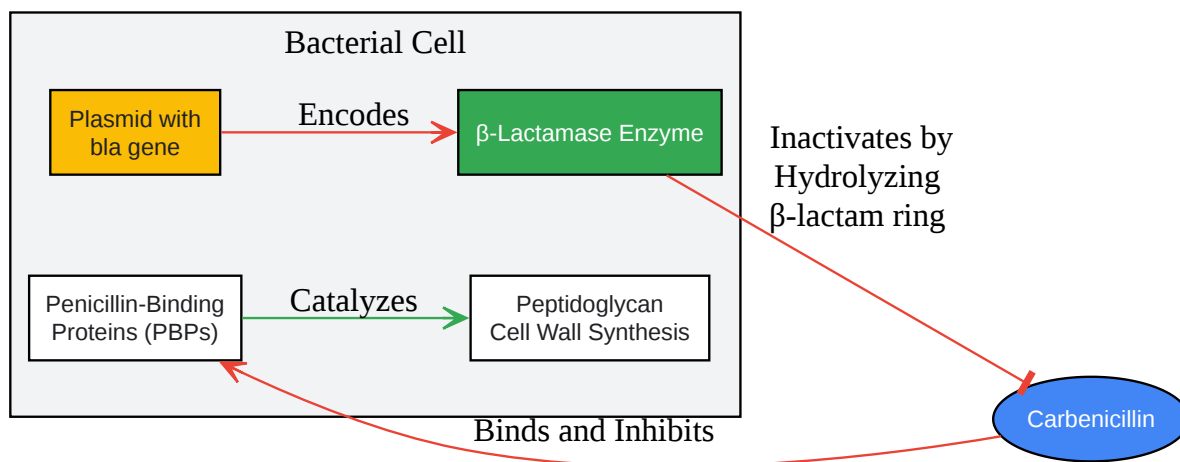 Bacterial Cell
Plasmid with
bla gene
Encodes
β-Lactamase Enzyme
Inactivates by
Hydrolyzing
β-lactam ring
Penicillin-Binding
Proteins (PBPs)
Catalyzes
Peptidoglycan
Cell Wall Synthesis
Binds and Inhibits
Carbenicillin